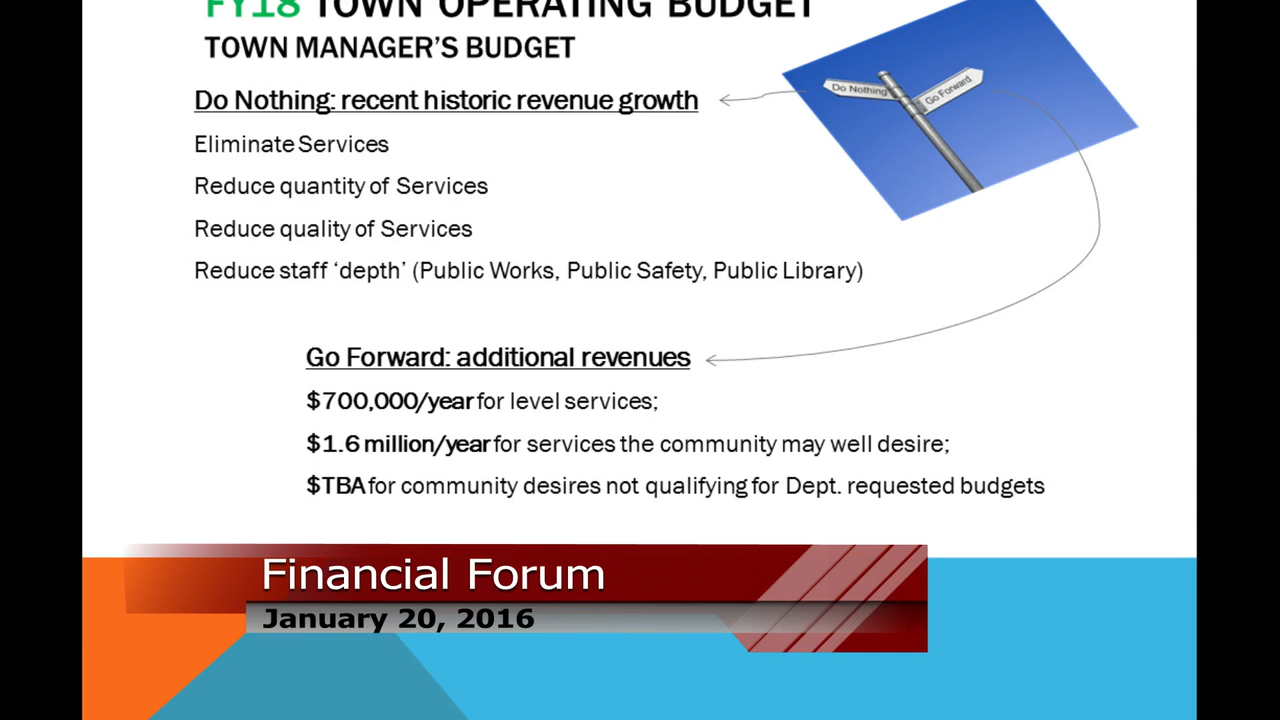 FY18 TOWN OPERATING BUDGET
TOWN MANAGER'S BUDGET
Do Nothing: recent historic revenue growth
Do Nothing
Go Forward
Eliminate Services
Reduce quantity of Services
Reduce quality of Services
Reduce staff ‘depth’ (Public Works, Public Safety, Public Library)
Go Forward: additional revenues
$700,000/year for level services;
$1.6 million/year for services the community may well desire;
$TBA for community desires not qualifying for Dept. requested budgets
Financial Forum
January 20, 2016